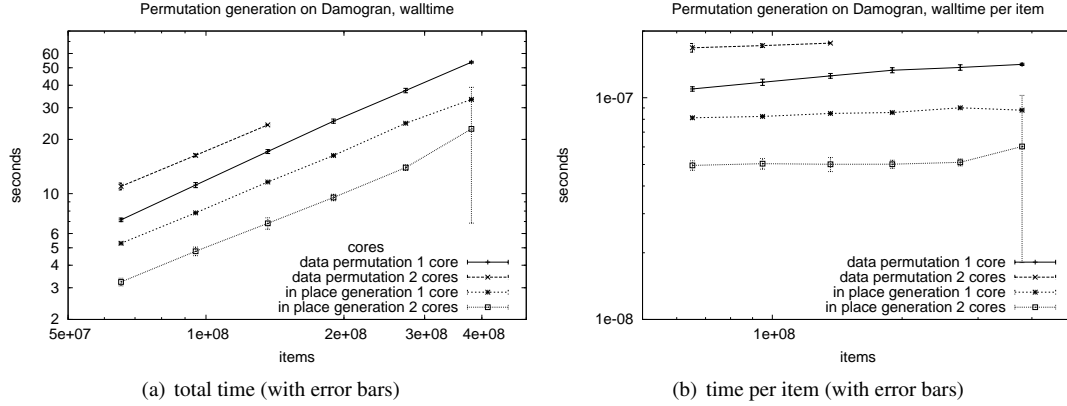 Permutation generation on Damogran, walltime
60
50
40
30
20
10
6
5
4
3
2
5e+07
1e+08
2e+08
3e+08
4e+08
seconds
items
cores
data permutation 1 core
data permutation 2 cores
in place generation 1 core
in place generation 2 cores
(a) total time (with error bars)
Permutation generation on Damogran, walltime per item
1e-07
1e-08
1e+08
seconds
items
data permutation 1 core
data permutation 2 cores
in place generation 1 core
in place generation 2 cores
(b) time per item (with error bars)